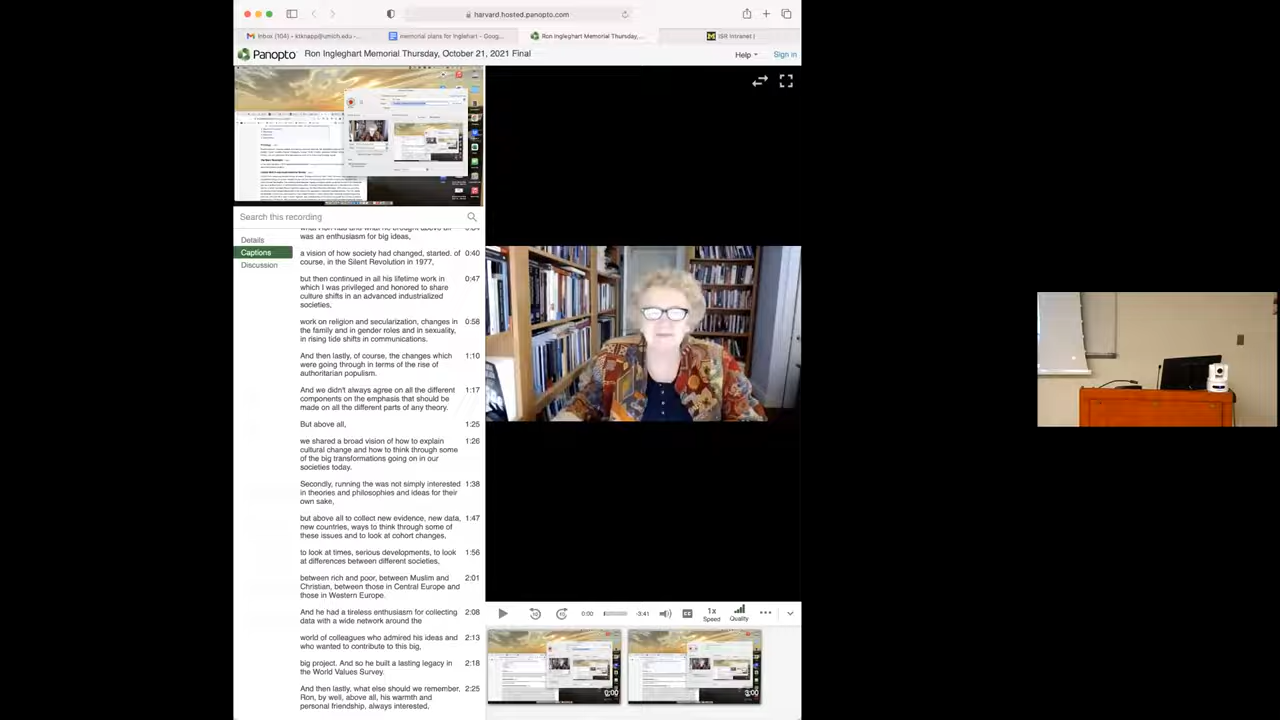 harvard.hosted.panopto.com
Inbox (104) - ktknapp@umich.edu -
memorial plans for Inglehart - Goog...
Ron Ingleghart Memorial Thursday,...
ISR Intranet |
Panopto
Ron Ingleghart Memorial Thursday, October 21, 2021 Final
Help
Sign in
Search this recording
Details
Captions
Discussion
was an enthusiasm for big ideas,
a vision of how society had changed, started. of 0:40
course, in the Silent Revolution in 1977,
but then continued in all his lifetime work in 0:47
which I was privileged and honored to share
culture shifts in an advanced industrialized
societies,
work on religion and secularization, changes in 0:58
the family and in gender roles and in sexuality,
in rising tide shifts in communications.
And then lastly, of course, the changes which 1:10
were going through in terms of the rise of
authoritarian populism.
And we didn't always agree on all the different 1:17
components on the emphasis that should be
made on all the different parts of any theory.
But above all, 1:25
we shared a broad vision of how to explain 1:26
cultural change and how to think through some
of the big transformations going on in our
societies today.
Secondly, running the was not simply interested 1:38
in theories and philosophies and ideas for their
own sake,
but above all to collect new evidence, new data, 1:47
new countries, ways to think through some of
these issues and to look at cohort changes,
to look at times, serious developments, to look 1:56
at differences between different societies,
between rich and poor, between Muslim and 2:01
Christian, between those in Central Europe and
those in Western Europe.
And he had a tireless enthusiasm for collecting 2:08
data with a wide network around the
world of colleagues who admired his ideas and 2:13
who wanted to contribute to this big,
big project. And so he built a lasting legacy in 2:18
the World Values Survey.
And then lastly, what else should we remember, 2:25
Ron, by well, above all, his warmth and
personal friendship, always interested,
10
10
0:00
-3:41
CC
1x
Speed
Quality
0:00
3:00